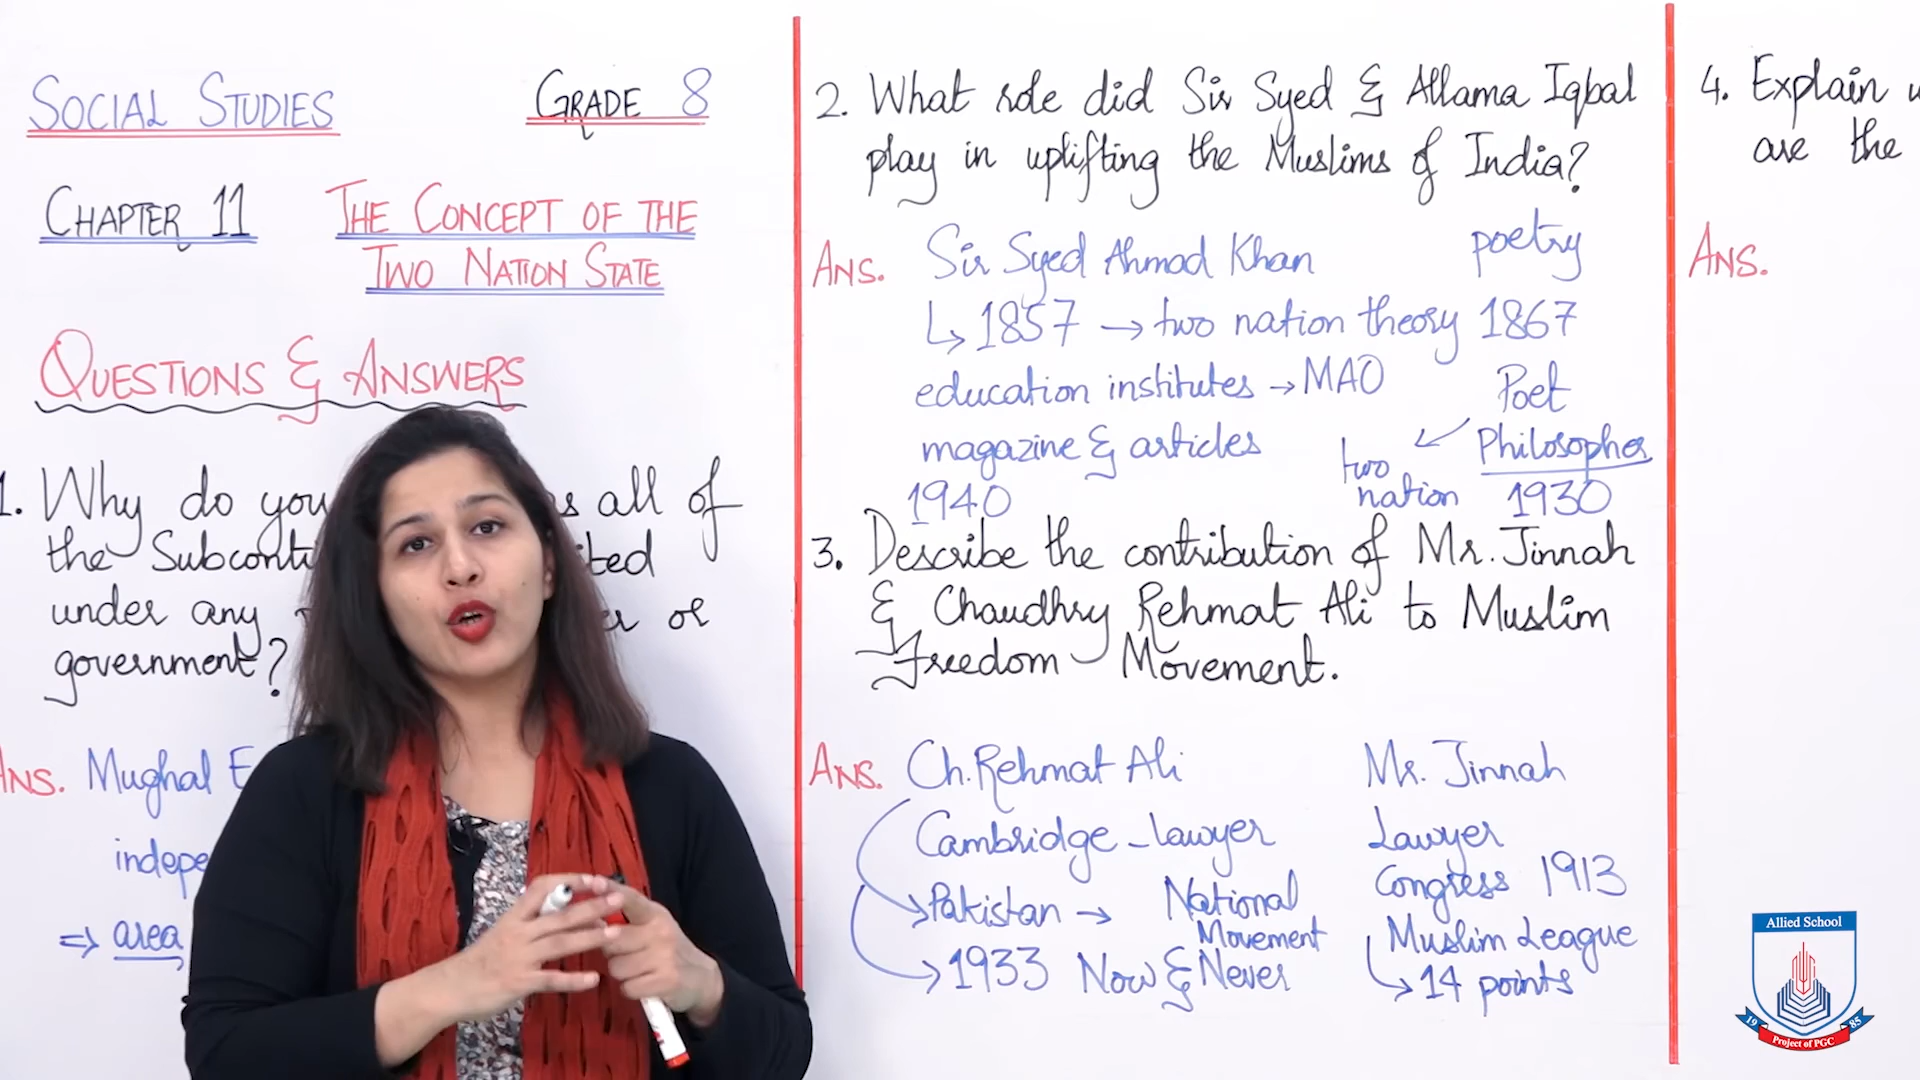 SOCIAL STUDIES
GRADE 8
CHAPTER 11
THE CONCEPT OF THE
TWO NATION STATE
QUESTIONS & ANSWERS
1. Why do you all of
the
under any or
government?
ANS. Mughal
=> area
2. What role did Sir Syed & Allama Iqbal
play in uplifting the Muslims of India?
ANS. Sir Syed Ahmad Khan
↳ 1857 → two nation theory 1867
education institutes → MAO
magazine & articles
1940
poetry
Poet
Philosopher
two
nation
1930
3. Describe the contribution of Mr. Jinnah
& Chaudhry Rehmat Ali to Muslim
Freedom Movement.
ANS. Ch. Rehmat Ali
Cambridge - lawyer
Pakistan → National
Movement
1933 Now & Never
Mr. Jinnah
Lawyer
Congress 1913
Muslim League
↳ 14 points
4. Explain
are the
ANS.
Allied School
19 85
Project of PGC